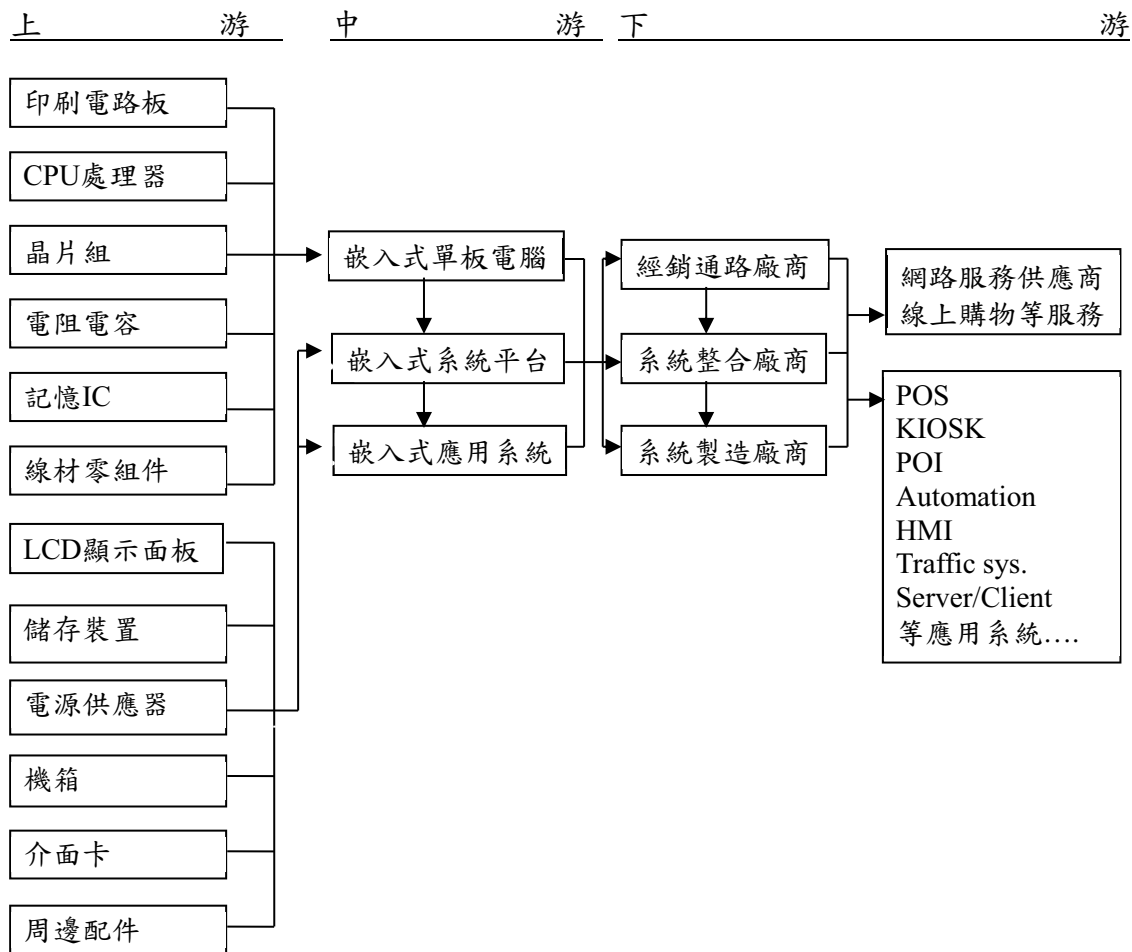 上游 中游 下游
印刷電路板
CPU處理器
晶片組
電阻電容
記憶IC
線材零組件
LCD顯示面板
儲存裝置
電源供應器
機箱
介面卡
周邊配件
嵌入式單板電腦
嵌入式系統平台
嵌入式應用系統
經銷通路廠商
系統整合廠商
系統製造廠商
網路服務供應商
線上購物等服務
POS
KIOSK
POI
Automation
HMI
Traffic sys.
Server/Client
等應用系統….